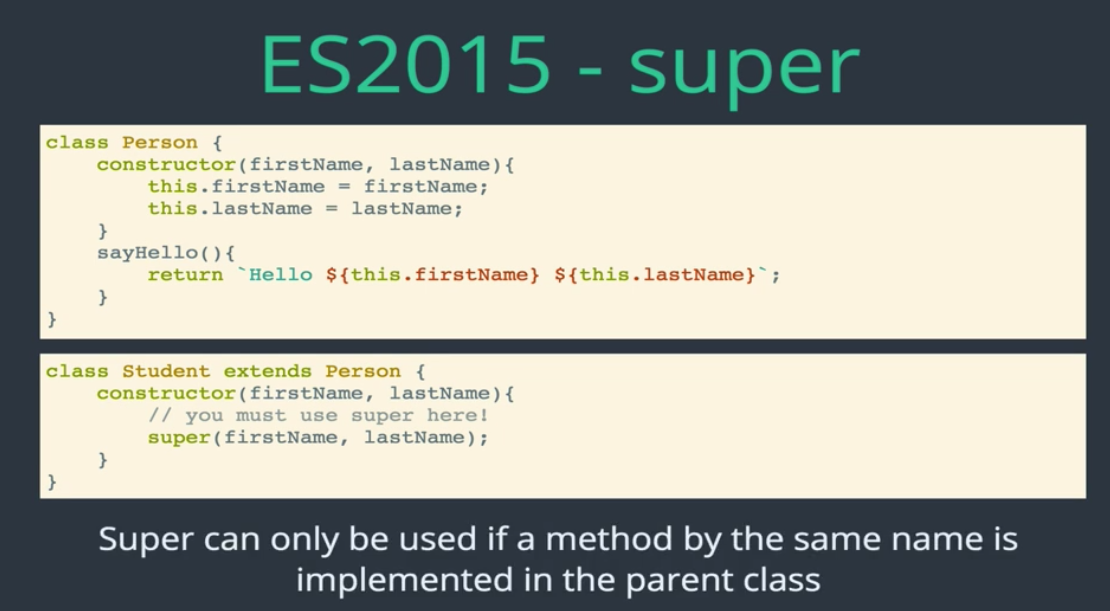 ES2015 - super
class Person {
    constructor(firstName, lastName){
        this.firstName = firstName;
        this.lastName = lastName;
    }
    sayHello(){
        return `Hello ${this.firstName} ${this.lastName}`;
    }
}
class Student extends Person {
    constructor(firstName, lastName){
        // you must use super here!
        super(firstName, lastName);
    }
}
Super can only be used if a method by the same name is
implemented in the parent class